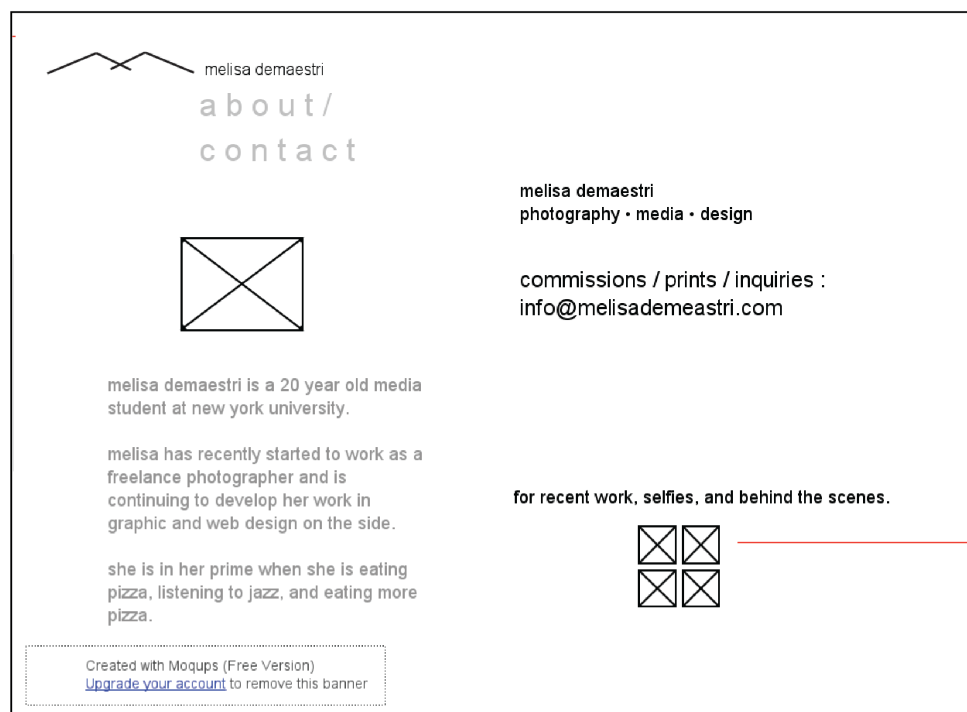 melisa demaestri
about/
contact
melisa demaestri
photography • media • design
commissions / prints / inquiries :
info@melisademeastri.com
melisa demaestri is a 20 year old media
student at new york university.
melisa has recently started to work as a
freelance photographer and is
continuing to develop her work in
graphic and web design on the side.
she is in her prime when she is eating
pizza, listening to jazz, and eating more
pizza.
for recent work, selfies, and behind the scenes.
Created with Moqups (Free Version)
Upgrade your account to remove this banner